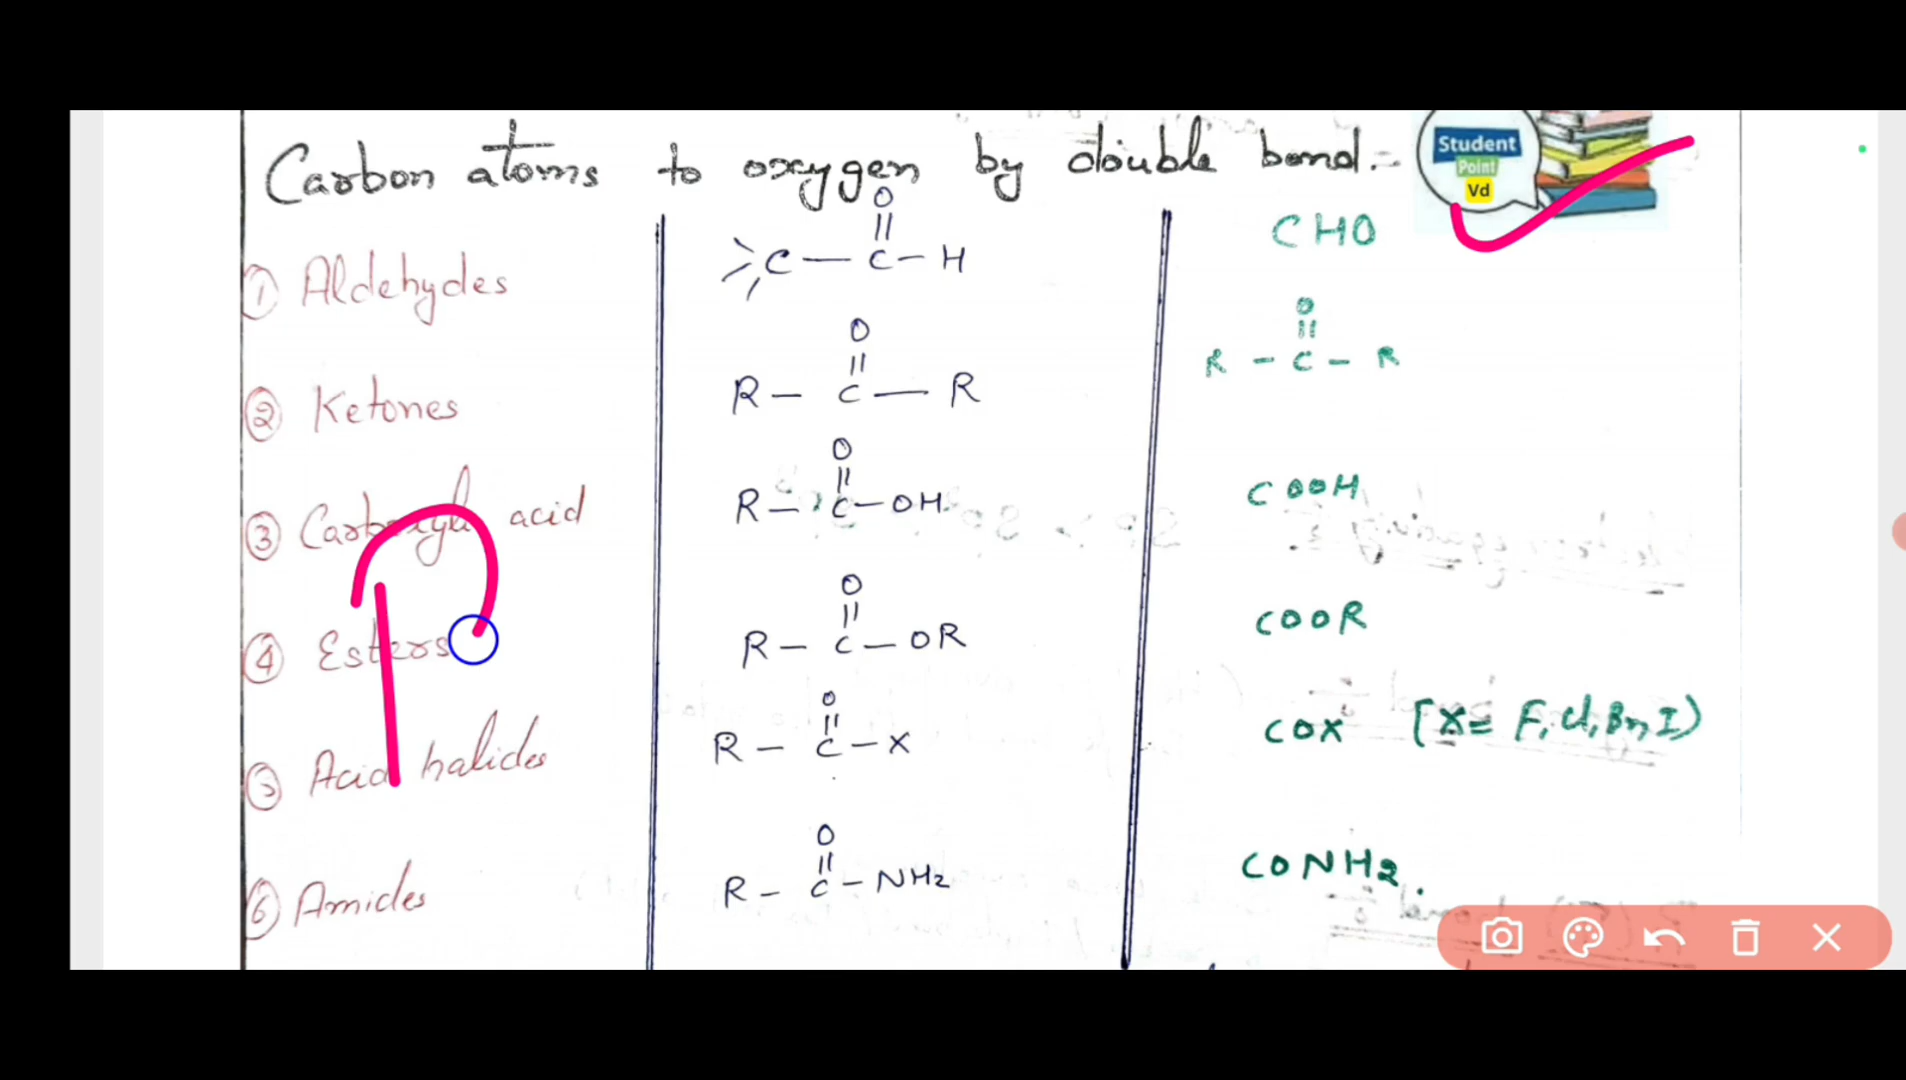 Carbon atoms to oxygen by double bond :-
Student
Point
Vd
① Aldehydes
O
||
C — C — H
CHO
② Ketones
O
||
R — C — R
O
||
R - C - R
③ Carboxylic acid
O
||
R — C — OH
COOH
④ Esters
O
||
R — C — OR
COOR
⑤ Acid halides
O
||
R — C — X
COX [X = F, Cl, Br, I)
⑥ Amides
O
||
R - C - NH2
CONH2.